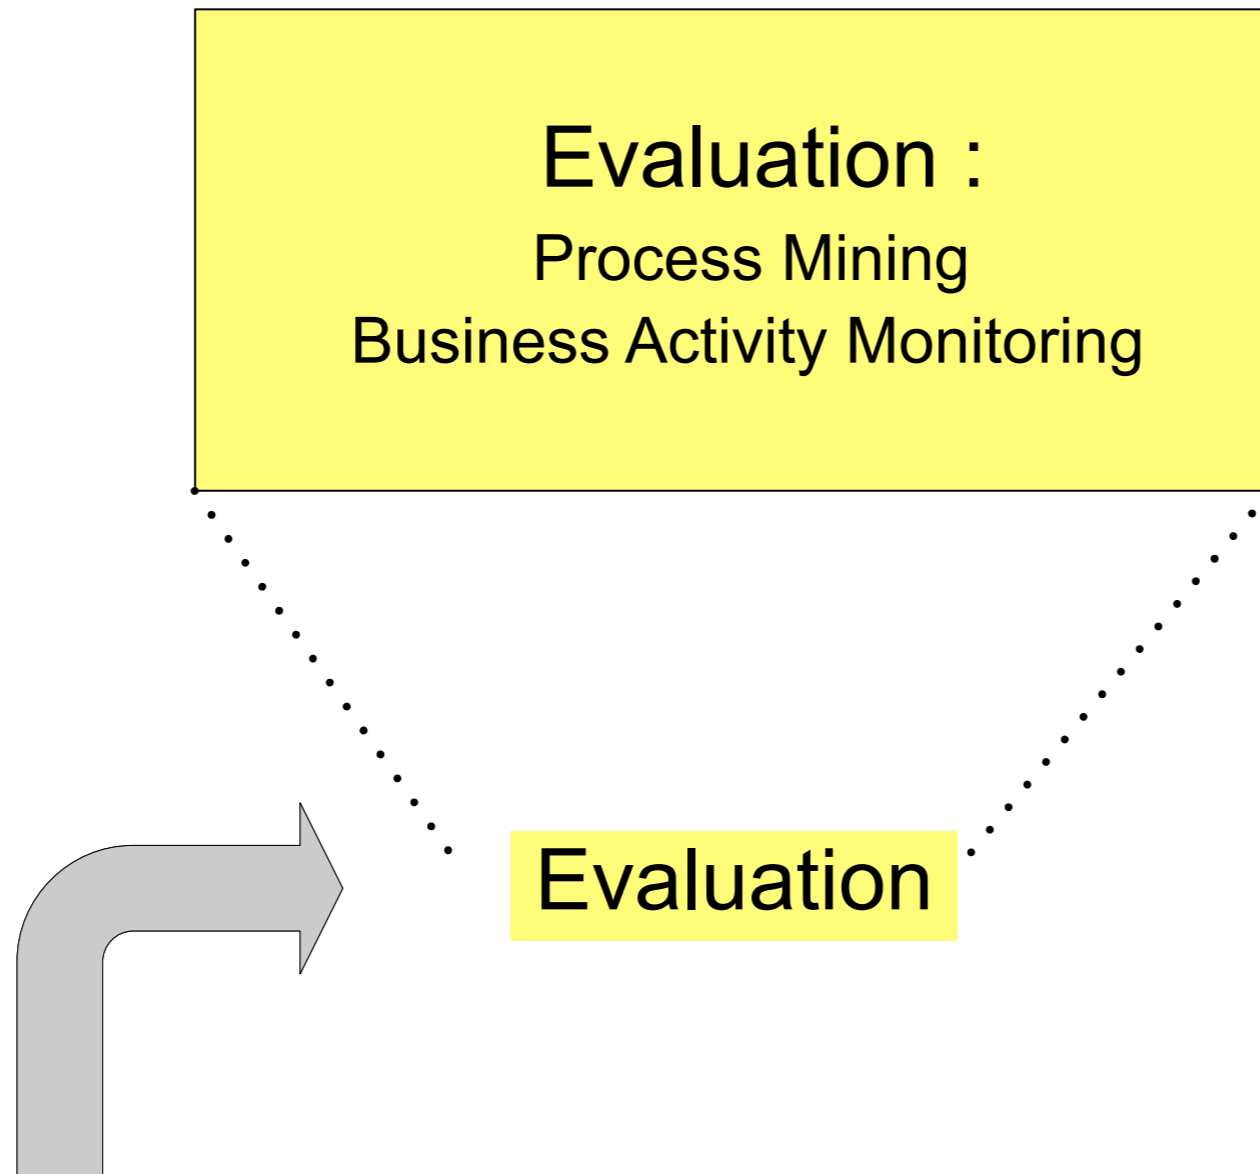 Evaluation :
Process Mining
Business Activity Monitoring
Evaluation